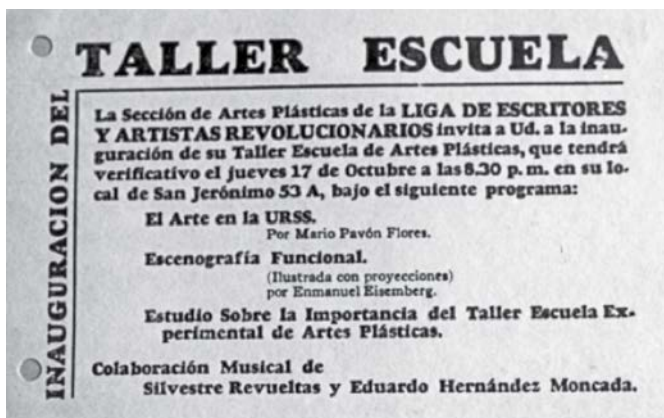 INAUGURACION DEL
TALLER ESCUELA
La Sección de Artes Plásticas de la LIGA DE ESCRITORES
Y ARTISTAS REVOLUCIONARIOS invita a Ud. a la inau-
guración de su Taller Escuela de Artes Plásticas, que tendrá
verificativo el jueves 17 de Octubre a las 8.30 p. m. en su lo-
cal de San Jerónimo 53 A, bajo el siguiente programa:
El Arte en la URSS.
Por Mario Pavón Flores.
Escenografía Funcional.
(Ilustrada con proyecciones)
por Enmanuel Eisemberg.
Estudio Sobre la Importancia del Taller Escuela Ex-
perimental de Artes Plásticas.
Colaboración Musical de
Silvestre Revueltas y Eduardo Hernández Moncada.